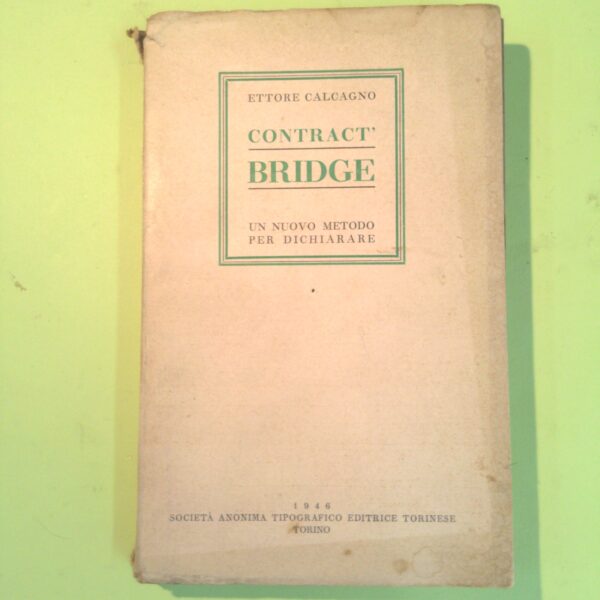 ETTORE CALCAGNO
CONTRACT'
BRIDGE
UN NUOVO METODO
PER DICHIARARE
1946
SOCIETÀ ANONIMA TIPOGRAFICO EDITRICE TORINESE
TORINO